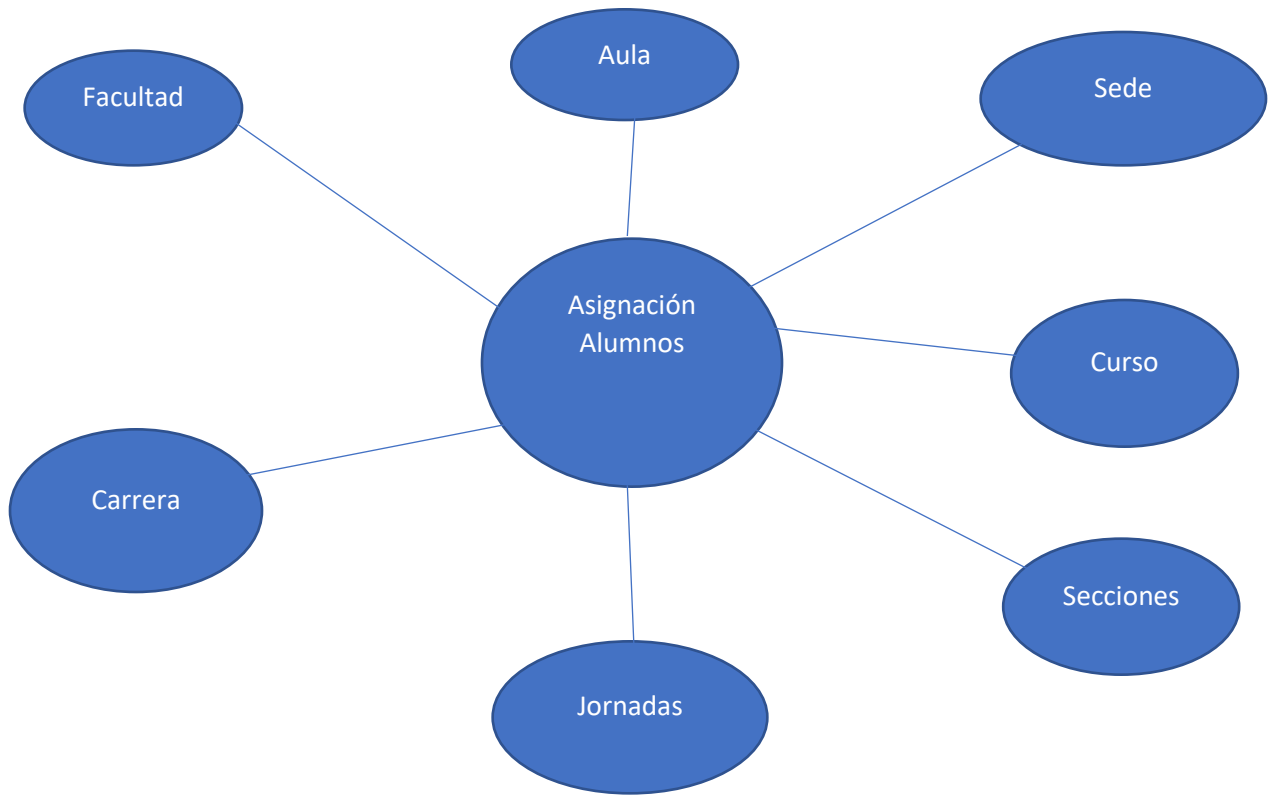 Aula
Facultad
Sede
Asignación
Alumnos
Curso
Carrera
Secciones
Jornadas